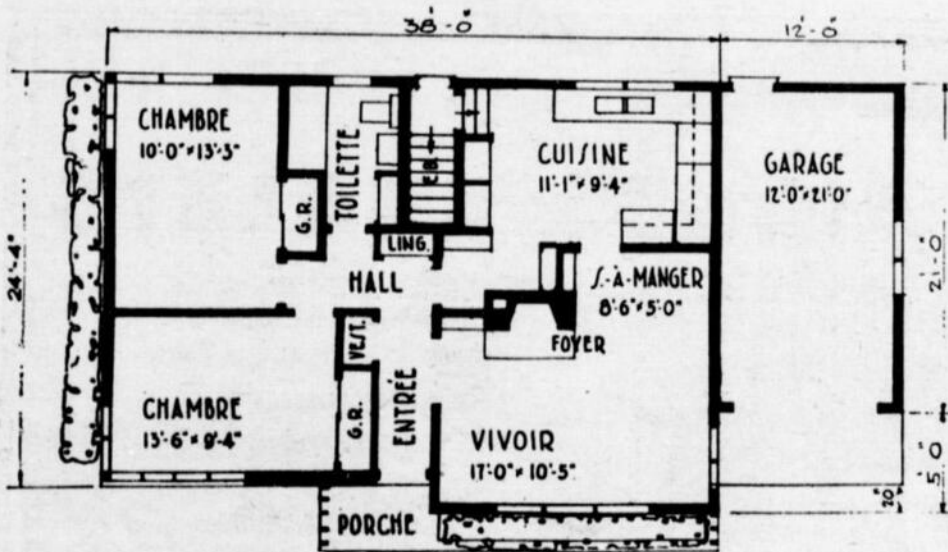 38'-0"
12'-0"
CHAMBRE
10'-0" × 13'-3"
TOILETTE
G.R.
LING.
CUISINE
11'-1" × 9'-4"
GARAGE
12'-0" × 21'-0"
24'-4"
21'-0"
HALL
S.-À-MANGER
8'-6" × 5'-0"
FOYER
VEST.
G.R.
ENTRÉE
CHAMBRE
13'-6" × 9'-4"
VIVOIR
17'-0" × 10'-5"
5'-0"
20"
PORCHE